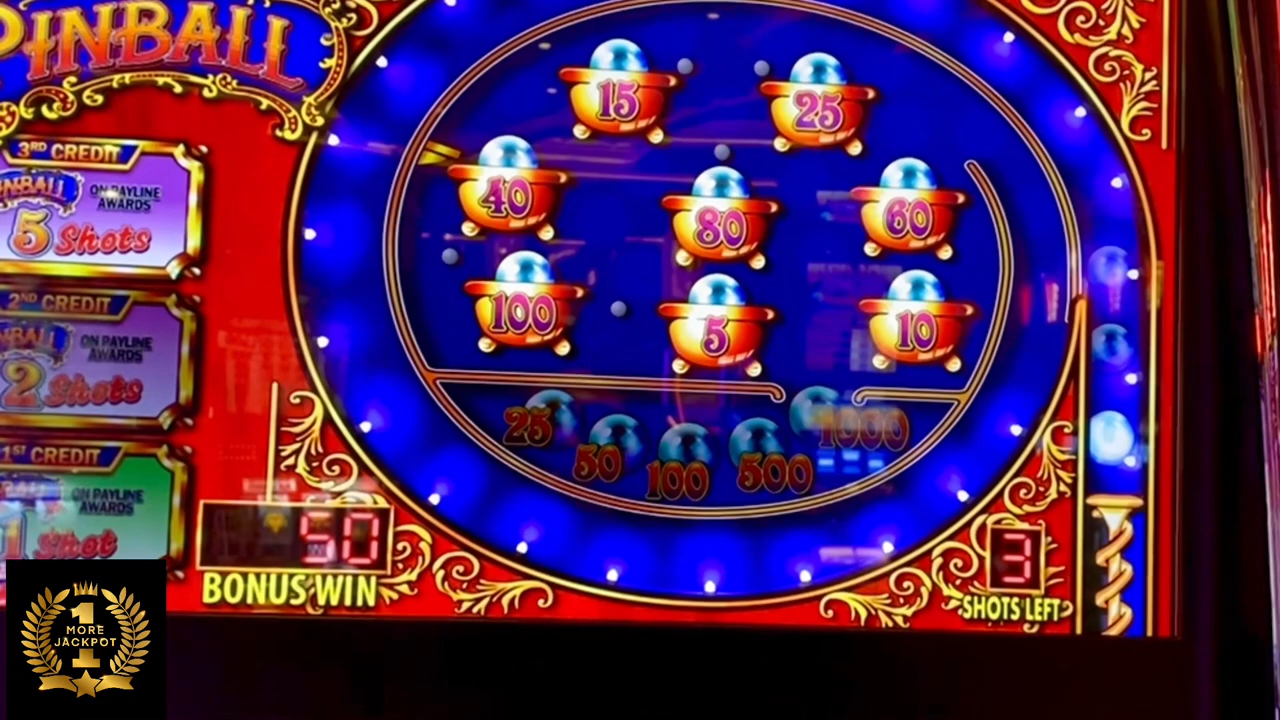 PINBALL
3RD CREDIT
PINBALL
ON PAYLINE
AWARDS
5 Shots
2ND CREDIT
PINBALL
ON PAYLINE
AWARDS
2 Shots
1ST CREDIT
ON PAYLINE
AWARDS
1 Shot
15
25
40
80
60
100
5
10
25
50
100
500
1000
50
BONUS WIN
3
SHOTS LEFT
1
MORE
JACKPOT